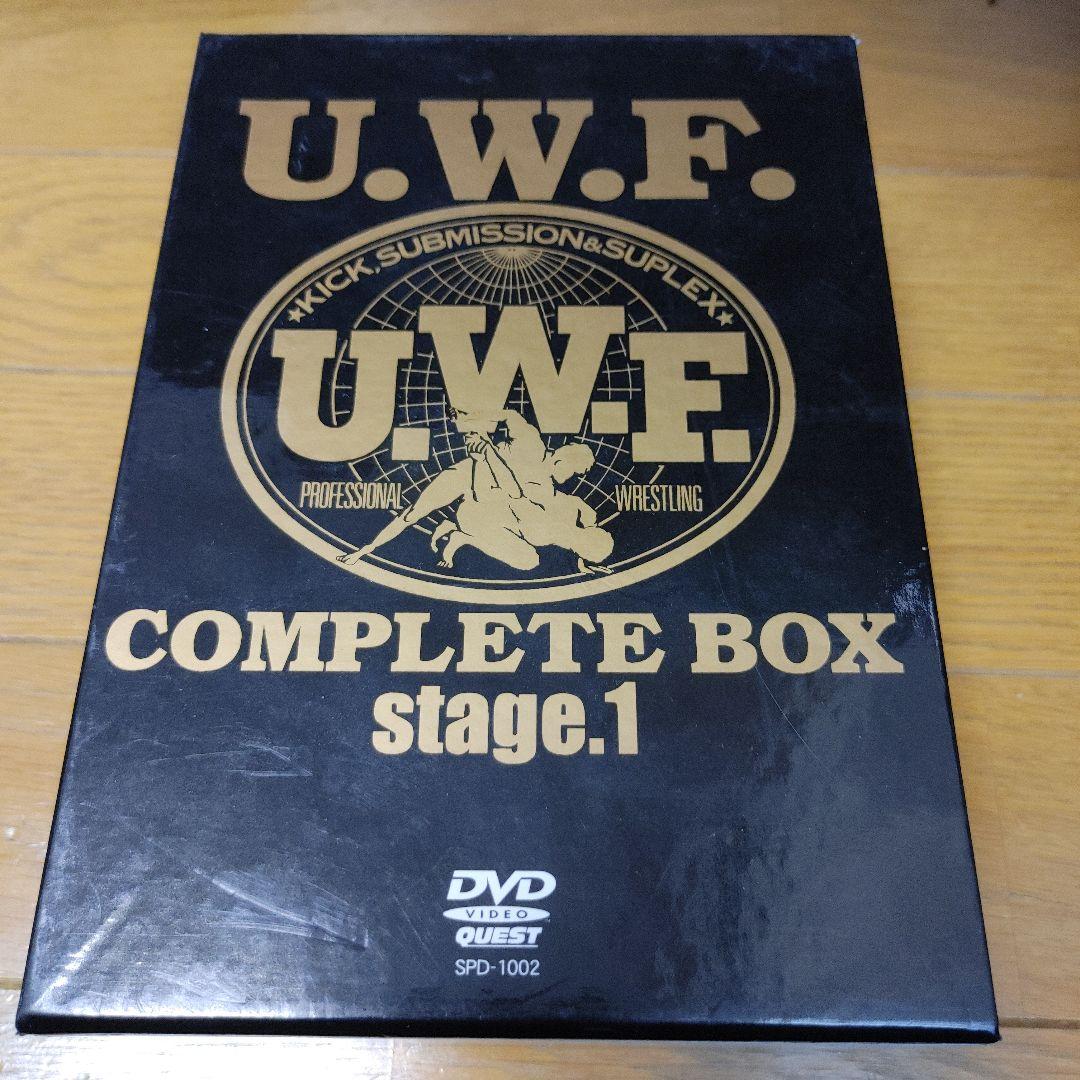 U.W.F.
★KICK,SUBMISSION&SUPLEX★
U.W.F.
PROFESSIONAL WRESTLING
COMPLETE BOX
stage.1
DVD
VIDEO
QUEST
SPD-1002